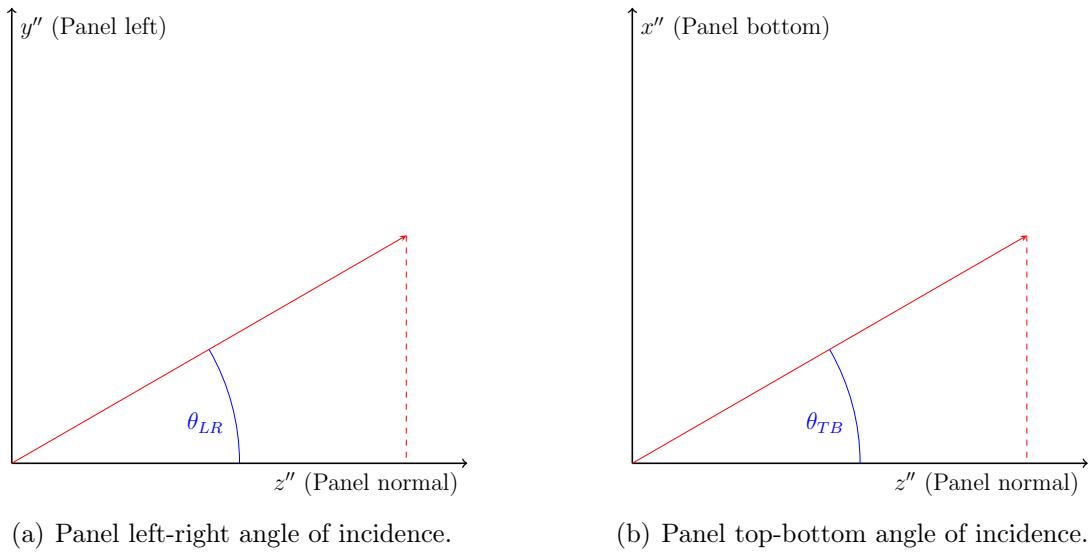 y″ (Panel left)
θ_LR
z″ (Panel normal)
(a) Panel left-right angle of incidence.
x″ (Panel bottom)
θ_TB
z″ (Panel normal)
(b) Panel top-bottom angle of incidence.